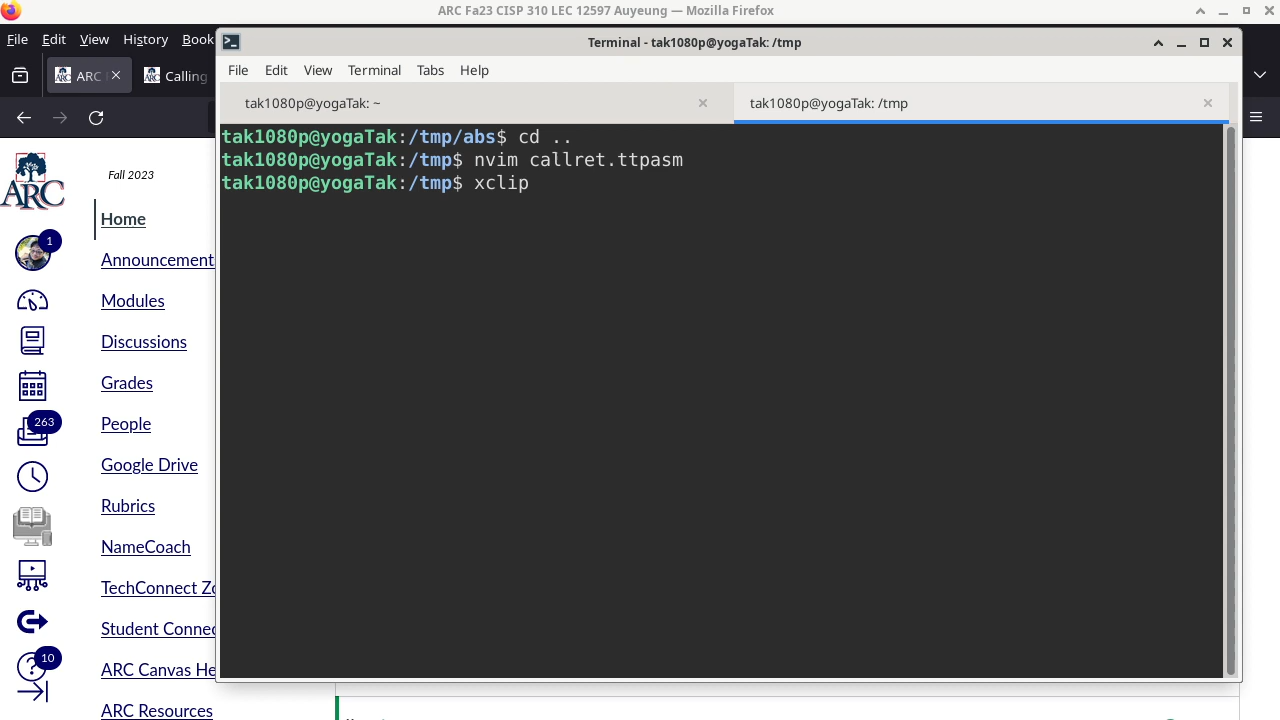 ARC Fa23 CISP 310 LEC 12597 Auyeung — Mozilla Firefox
File Edit View History Book
Terminal - tak1080p@yogaTak: /tmp
ARC
Calling
File Edit View Terminal Tabs Help
tak1080p@yogaTak: ~
tak1080p@yogaTak: /tmp
tak1080p@yogaTak:/tmp/abs$ cd ..
tak1080p@yogaTak:/tmp$ nvim callret.ttpasm
tak1080p@yogaTak:/tmp$ xclip
ARC
Fall 2023
Home
1
Announcement
Modules
Discussions
Grades
263
People
Google Drive
Rubrics
NameCoach
TechConnect Zo
Student Connec
10
ARC Canvas He
ARC Resources